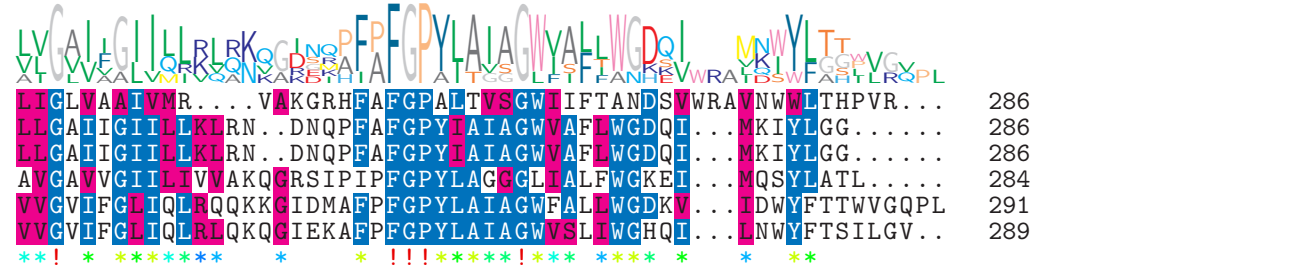 LIGLVAAIVMR....VAKGRHFAFGPALTVSGWIIFTANDSVWRAVNWWLTHPVR... 286
LLGAIIGIILLKLRN..DNQPFAFGPYIAIAGWVAFLWGDQI...MKIYLGG...... 286
LLGAIIGIILLKLRN..DNQPFAFGPYIAIAGWVAFLWGDQI...MKIYLGG...... 286
AVGAVVGIILIVVAKQGRSIPIPFGPYLAGGGLIALFWGKEI...MQSYLATL..... 284
VVGVIFGLIQLRQQKKGIDMAFPFGPYLAIAGWFALLWGDKV...IDWYFTTWVGQPL 291
VVGVIFGLIQLRLQKQGIEKAFPFGPYLAIAGWVSLIWGHQI...LNWYFTSILGV.. 289
**! * *******   *    * !!!*****!*** **** *   *  **